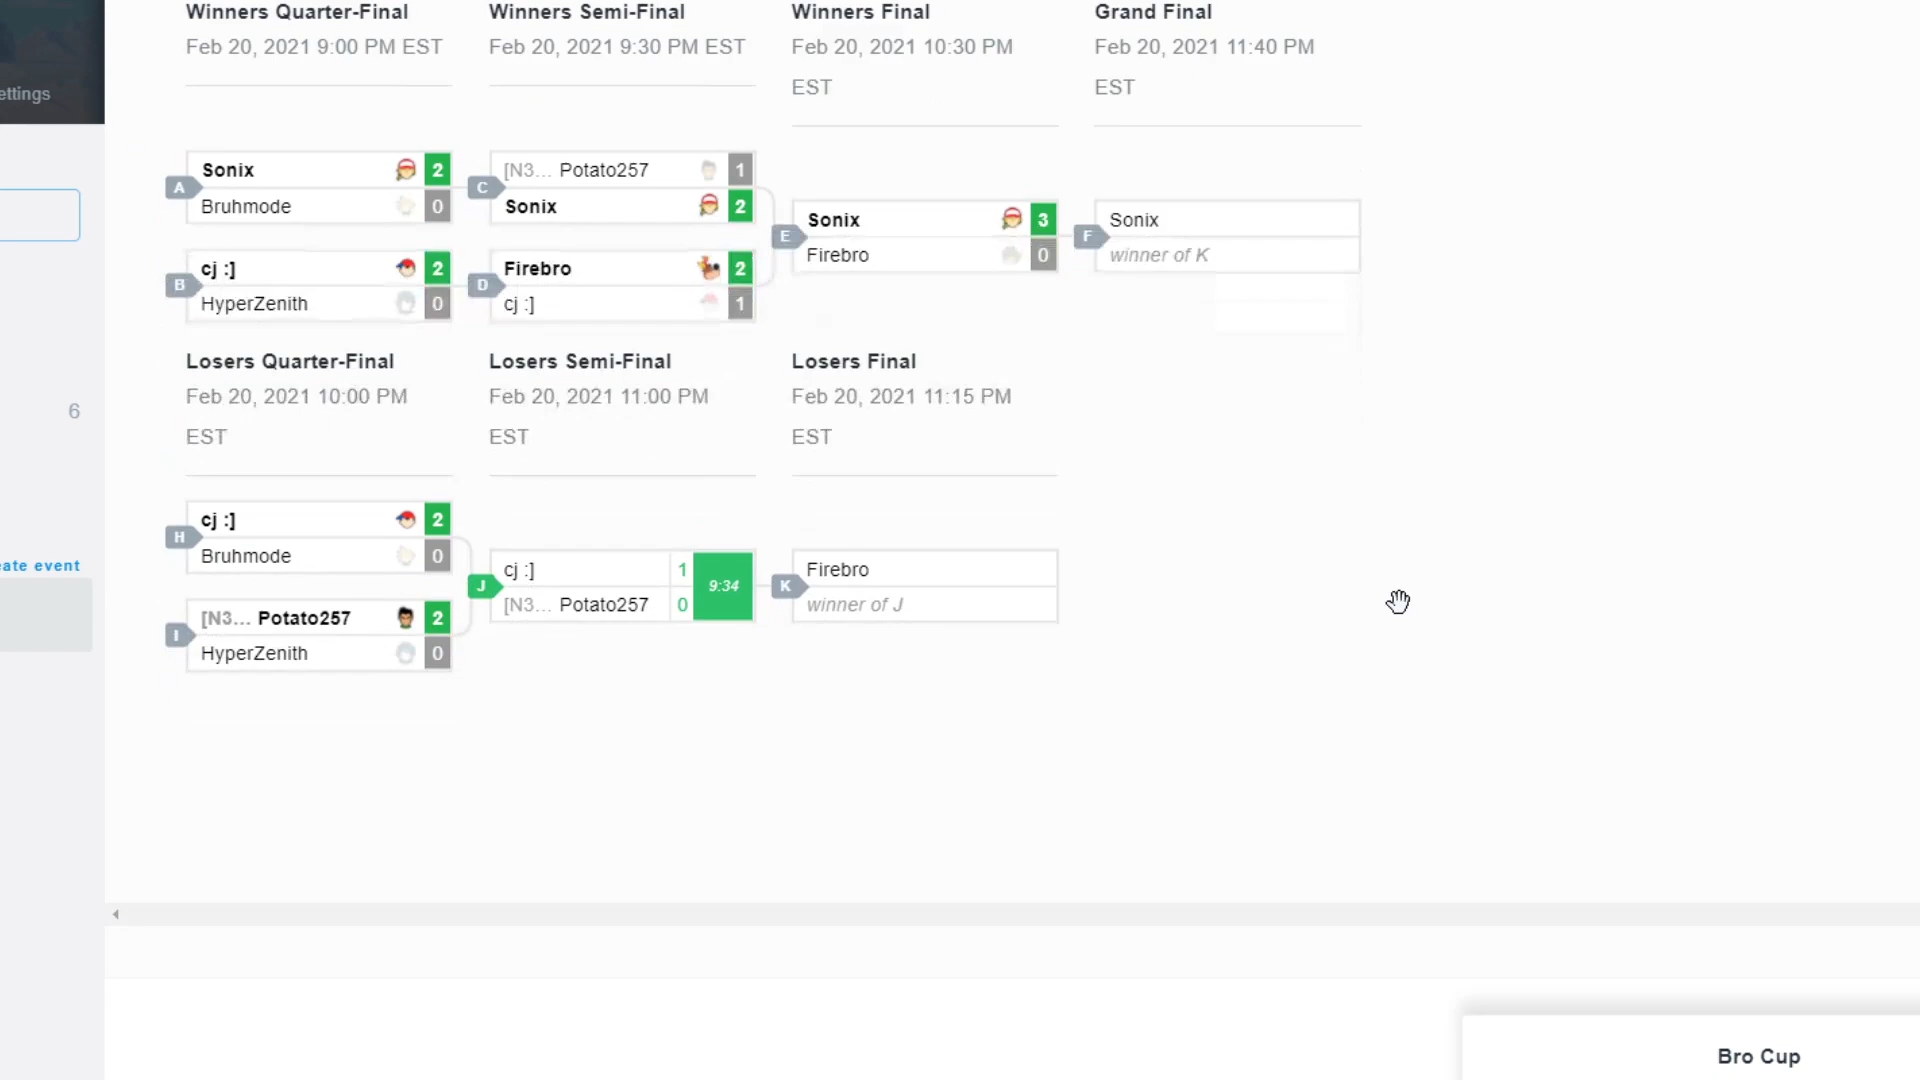 Winners Quarter-Final
Feb 20, 2021 9:00 PM EST
Winners Semi-Final
Feb 20, 2021 9:30 PM EST
Winners Final
Feb 20, 2021 10:30 PM
EST
Grand Final
Feb 20, 2021 11:40 PM
EST
ettings
A
Sonix 2
Bruhmode 0
B
cj :] 2
HyperZenith 0
C
[N3... Potato257 1
Sonix 2
D
Firebro 2
cj :] 1
E
Sonix 3
Firebro 0
F
Sonix
winner of K
Losers Quarter-Final
Feb 20, 2021 10:00 PM
EST
Losers Semi-Final
Feb 20, 2021 11:00 PM
EST
Losers Final
Feb 20, 2021 11:15 PM
EST
6
H
cj :] 2
Bruhmode 0
I
[N3... Potato257 2
HyperZenith 0
J
cj :] 1
[N3... Potato257 0
9:34
K
Firebro
winner of J
eate event
Bro Cup